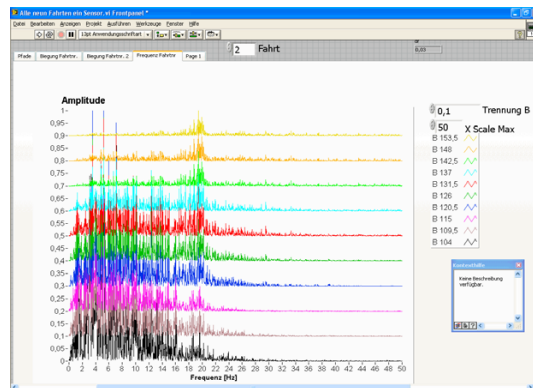 Alle neun Fahrten ein Sensor.vi Frontpanel *
Datei Bearbeiten Anzeigen Projekt Ausführen Werkzeuge Fenster Hilfe
13pt Anwendungsschriftart
2 Fahrt
0,03
Pfade Biegung Fahrtnr. Biegung Fahrtnr. 2 Frequenz Fahrtnr Page 1
Amplitude
1
0,95
0,9
0,85
0,8
0,75
0,7
0,65
0,6
0,55
0,5
0,45
0,4
0,35
0,3
0,25
0,2
0,15
0,1
0,05
0
0 2 4 6 8 10 12 14 16 18 20 22 24 26 28 30 32 34 36 38 40 42 44 46 48 50
Frequenz [Hz]
0,1 Trennung B
50 X Scale Max
B 153,5
B 148
B 142,5
B 137
B 131,5
B 126
B 120,5
B 115
B 109,5
B 104
Kontexthilfe
Keine Beschreibung
verfügbar.